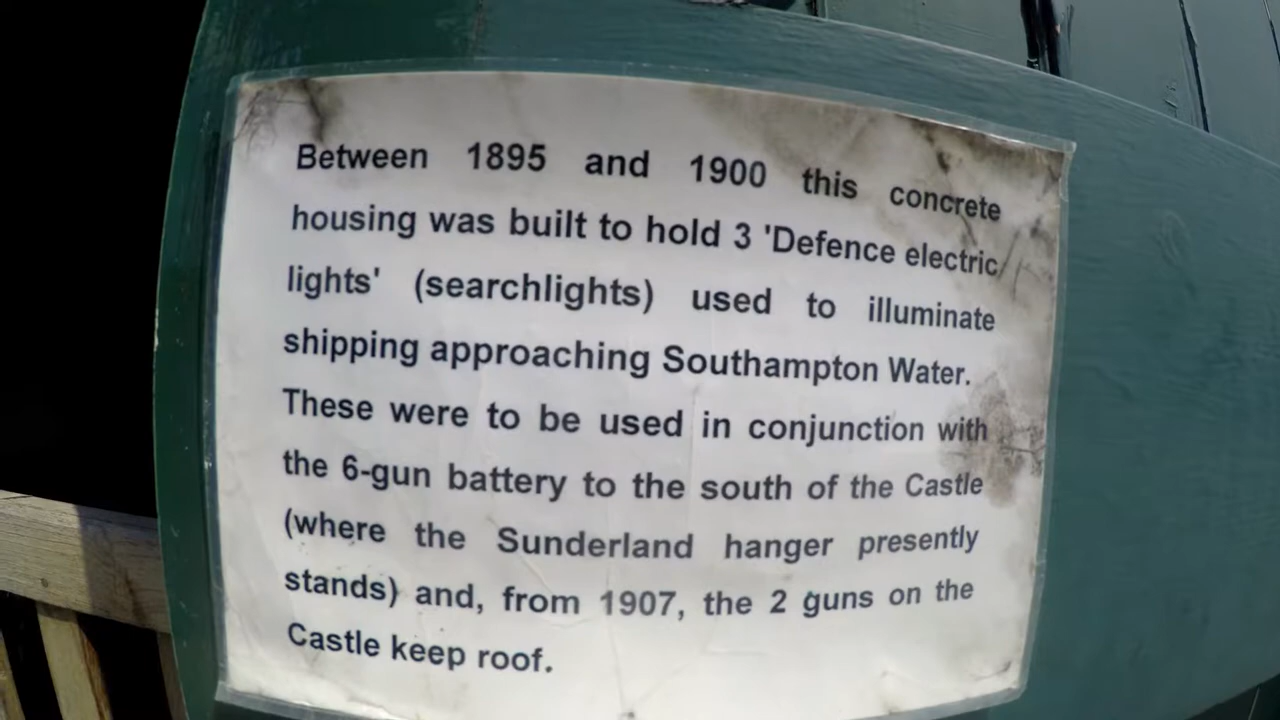 Between 1895 and 1900 this concrete
housing was built to hold 3 'Defence electric
lights' (searchlights) used to illuminate
shipping approaching Southampton Water.
These were to be used in conjunction with
the 6-gun battery to the south of the Castle
(where the Sunderland hanger presently
stands) and, from 1907, the 2 guns on the
Castle keep roof.